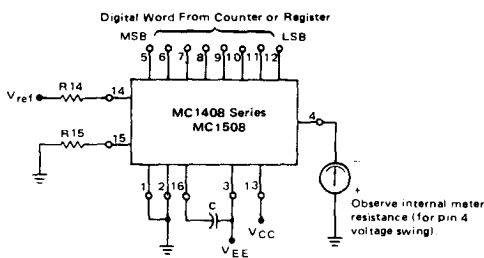 Digital Word From Counter or Register
MSB LSB
5 6 7 8 9 10 11 12
Vref R14 14
MC1408 Series
MC1508
4
R15 15
1 2 16 3 13
C
VCC
VEE
+
Observe internal meter
resistance (for pin 4
voltage swing).